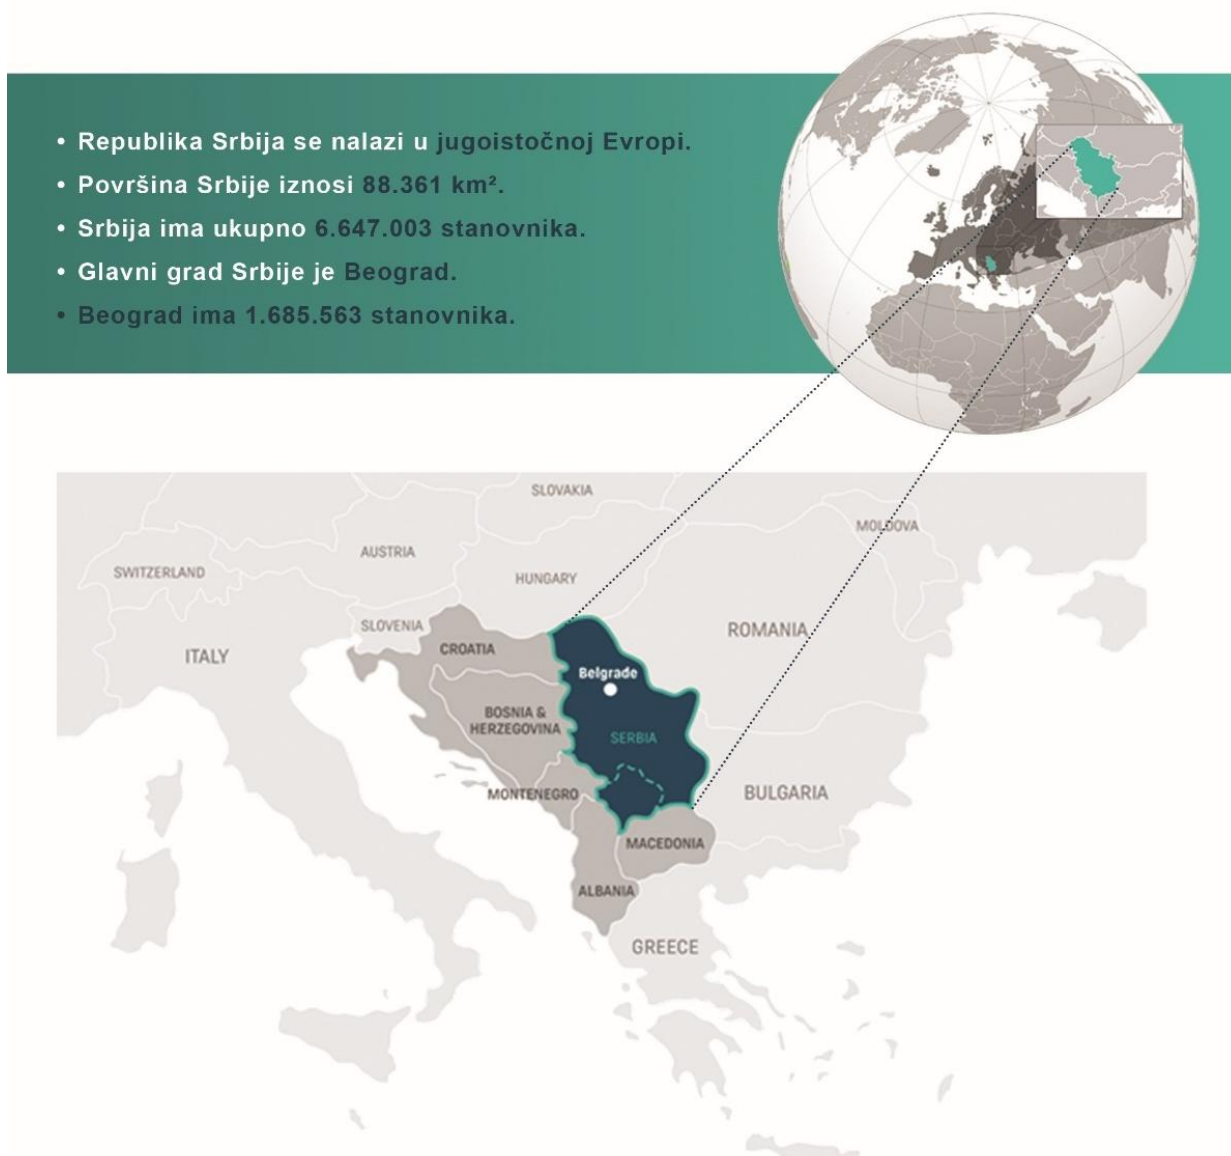 • Republika Srbija se nalazi u jugoistočnoj Evropi.
• Površina Srbije iznosi 88.361 km².
• Srbija ima ukupno 6.647.003 stanovnika.
• Glavni grad Srbije je Beograd.
• Beograd ima 1.685.563 stanovnika.
SLOVAKIA
MOLDOVA
AUSTRIA
SWITZERLAND
HUNGARY
SLOVENIA
ROMANIA
CROATIA
ITALY
Belgrade
BOSNIA &
HERZEGOVINA
SERBIA
MONTENEGRO
BULGARIA
MACEDONIA
ALBANIA
GREECE